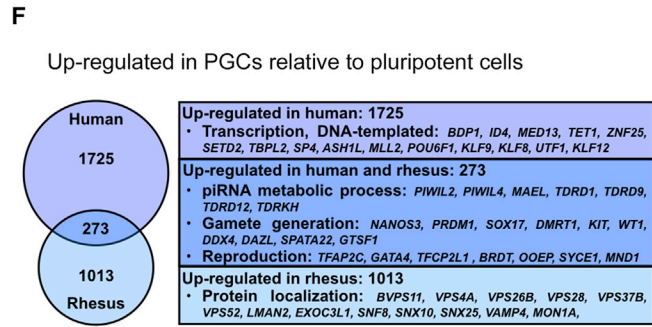 F
Up-regulated in PGCs relative to pluripotent cells
Human
1725
273
1013
Rhesus
Up-regulated in human: 1725
• Transcription, DNA-templated: BDP1, ID4, MED13, TET1, ZNF25,
SETD2, TBPL2, SP4, ASH1L, MLL2, POU6F1, KLF9, KLF8, UTF1, KLF12
Up-regulated in human and rhesus: 273
• piRNA metabolic process: PIWIL2, PIWIL4, MAEL, TDRD1, TDRD9,
TDRD12, TDRKH
• Gamete generation: NANOS3, PRDM1, SOX17, DMRT1, KIT, WT1,
DDX4, DAZL, SPATA22, GTSF1
• Reproduction: TFAP2C, GATA4, TFCP2L1 , BRDT, OOEP, SYCE1, MND1
Up-regulated in rhesus: 1013
• Protein localization: BVPS11, VPS4A, VPS26B, VPS28, VPS37B,
VPS52, LMAN2, EXOC3L1, SNF8, SNX10, SNX25, VAMP4, MON1A,